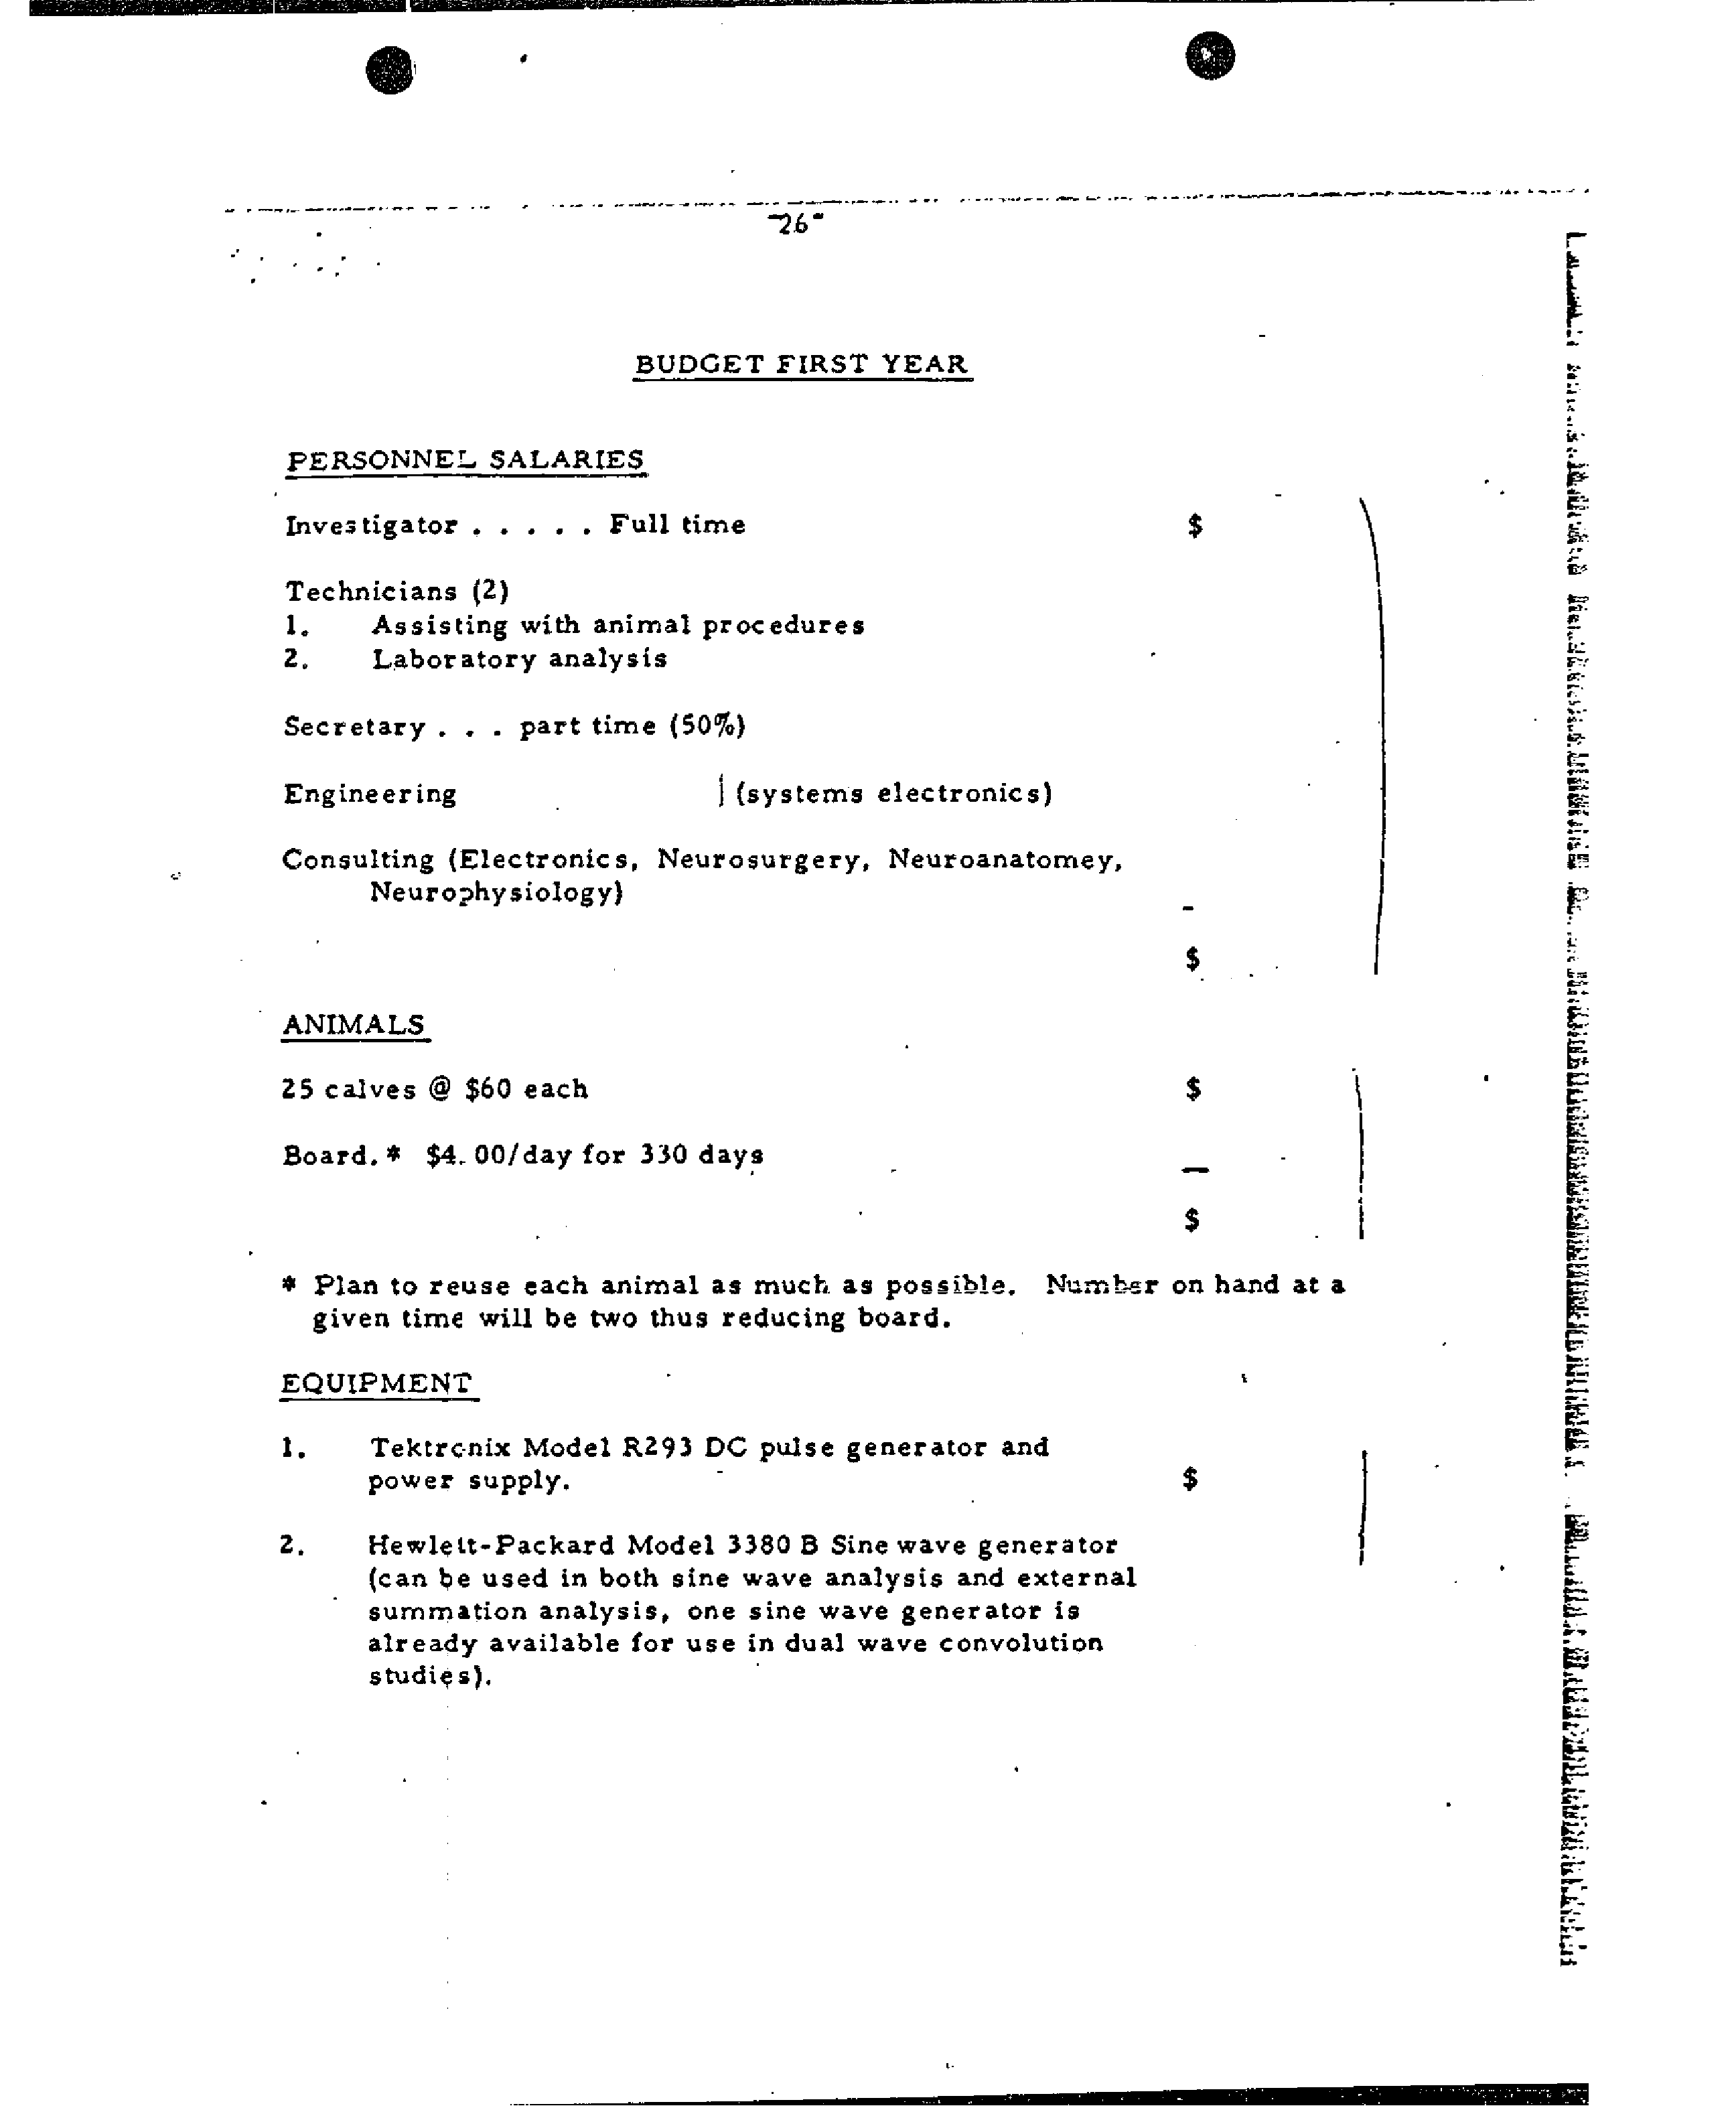 -26-
BUDGET FIRST YEAR
PERSONNEL SALARIES
Investigator . . . . . Full time $
Technicians (2)
1. Assisting with animal procedures
2. Laboratory analysis
Secretary . . . part time (50%)
Engineering (systems electronics)
Consulting (Electronics, Neurosurgery, Neuroanatomey,
Neurophysiology)
$
ANIMALS
25 calves @ $60 each $
Board. * $4.00/day for 330 days
$
* Plan to reuse each animal as much as possible. Number on hand at a
given time will be two thus reducing board.
EQUIPMENT
1. Tektronix Model R293 DC pulse generator and
power supply. $
2. Hewlett-Packard Model 3380 B Sine wave generator
(can be used in both sine wave analysis and external
summation analysis, one sine wave generator is
already available for use in dual wave convolution
studies).